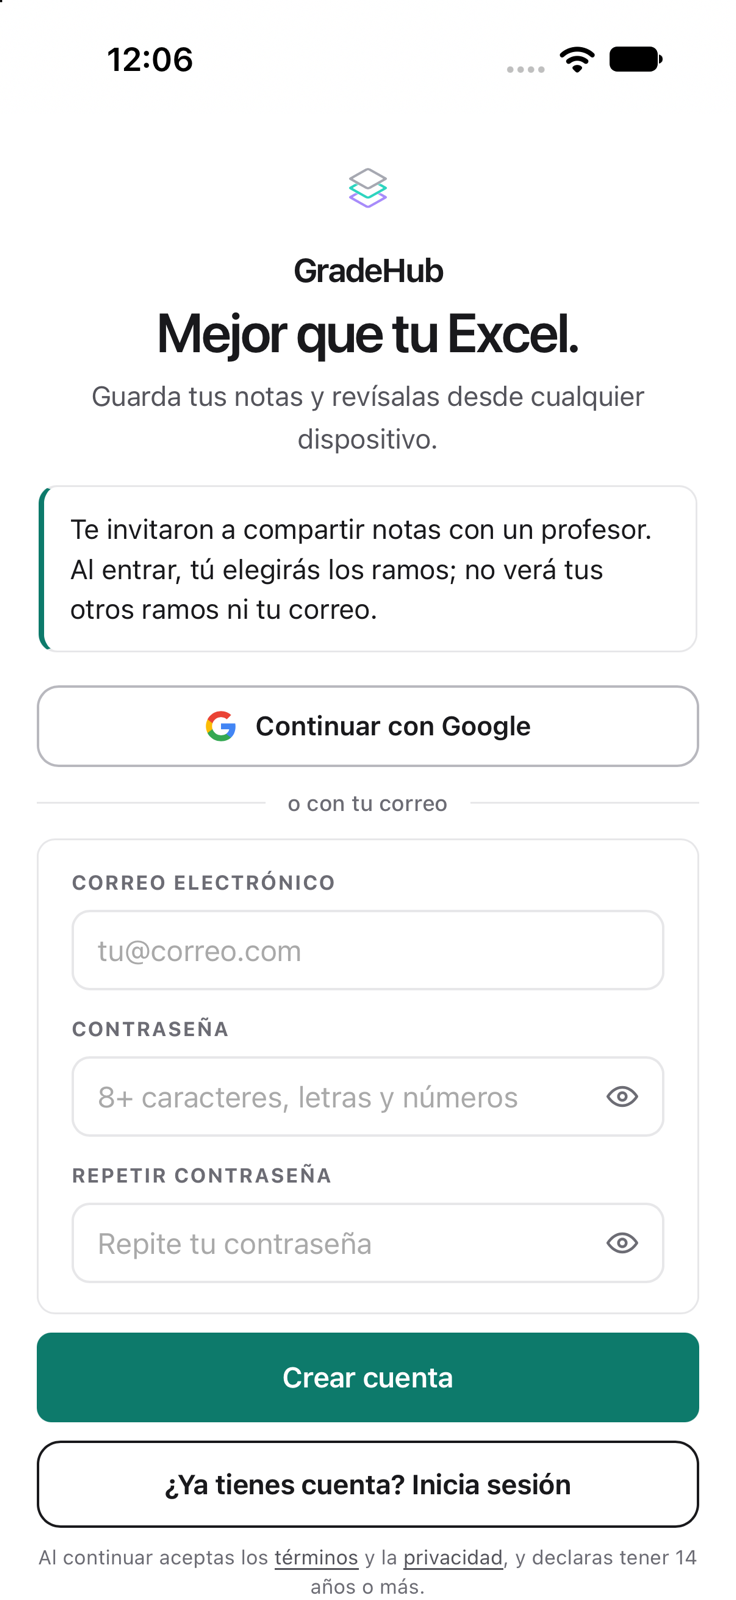 12:06
GradeHub
Mejor que tu Excel.
Guarda tus notas y revísalas desde cualquier
dispositivo.
Te invitaron a compartir notas con un profesor.
Al entrar, tú elegirás los ramos; no verá tus
otros ramos ni tu correo.
Continuar con Google
o con tu correo
CORREO ELECTRÓNICO
tu@correo.com
CONTRASEÑA
8+ caracteres, letras y números
REPETIR CONTRASEÑA
Repite tu contraseña
Crear cuenta
¿Ya tienes cuenta? Inicia sesión
Al continuar aceptas los términos y la privacidad, y declaras tener 14
años o más.